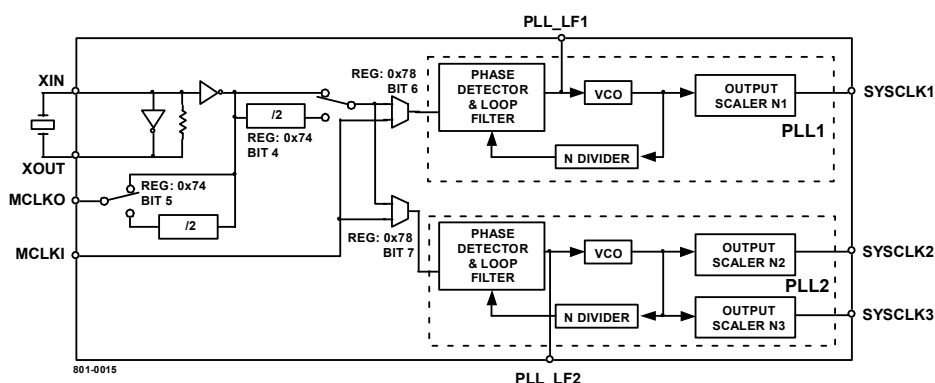 PLL_LF1
XIN
XOUT
MCLKO
MCLKI
/2
REG: 0x74
BIT 4
REG: 0x74
BIT 5
/2
REG: 0x78
BIT 6
REG: 0x78
BIT 7
PHASE
DETECTOR
& LOOP
FILTER
VCO
N DIVIDER
OUTPUT
SCALER N1
PLL1
SYSCLK1
PHASE
DETECTOR
& LOOP
FILTER
VCO
N DIVIDER
OUTPUT
SCALER N2
PLL2
OUTPUT
SCALER N3
SYSCLK2
SYSCLK3
801-0015
PLL_LF2